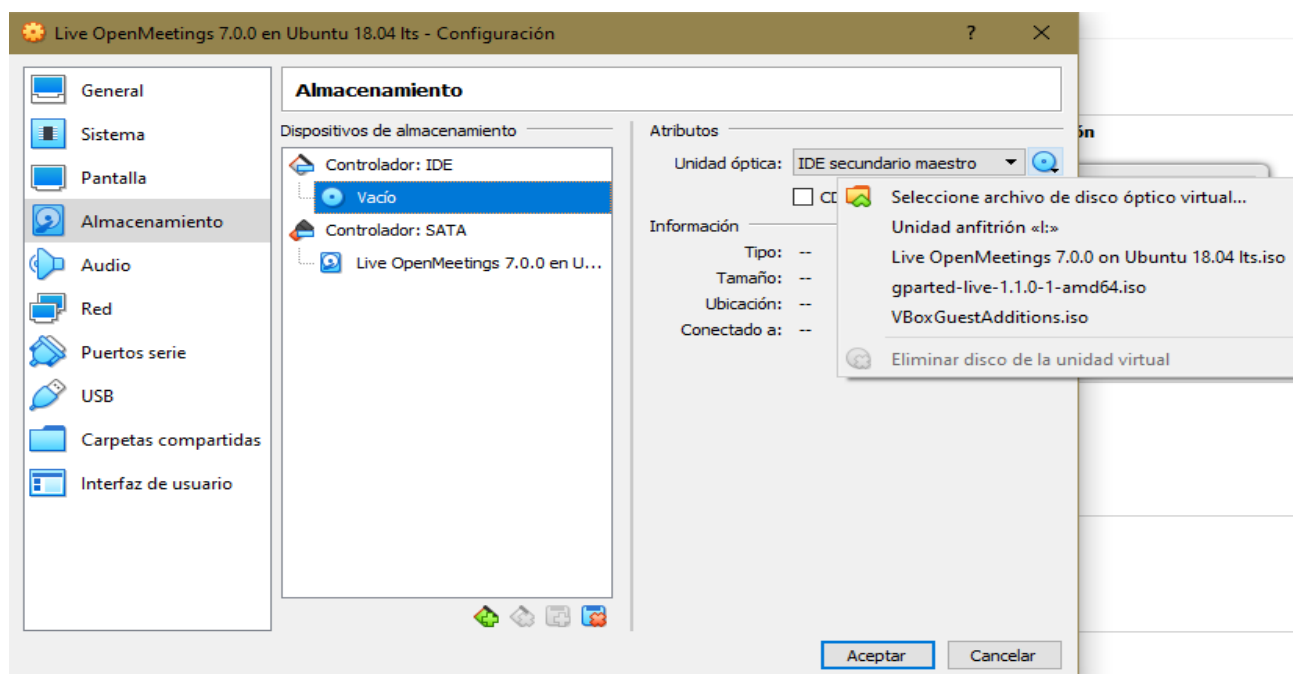 Live OpenMeetings 7.0.0 en Ubuntu 18.04 lts - Configuración
?
General
Sistema
Pantalla
Almacenamiento
Audio
Red
Puertos serie
USB
Carpetas compartidas
Interfaz de usuario
Almacenamiento
Dispositivos de almacenamiento
Controlador: IDE
Vacío
Controlador: SATA
Live OpenMeetings 7.0.0 en U...
Atributos
Unidad óptica: IDE secundario maestro
Información
Tipo: --
Tamaño: --
Ubicación: --
Conectado a: --
Seleccione archivo de disco óptico virtual...
Unidad anfitrión «I:»
Live OpenMeetings 7.0.0 on Ubuntu 18.04 lts.iso
gparted-live-1.1.0-1-amd64.iso
VBoxGuestAdditions.iso
Eliminar disco de la unidad virtual
Aceptar
Cancelar